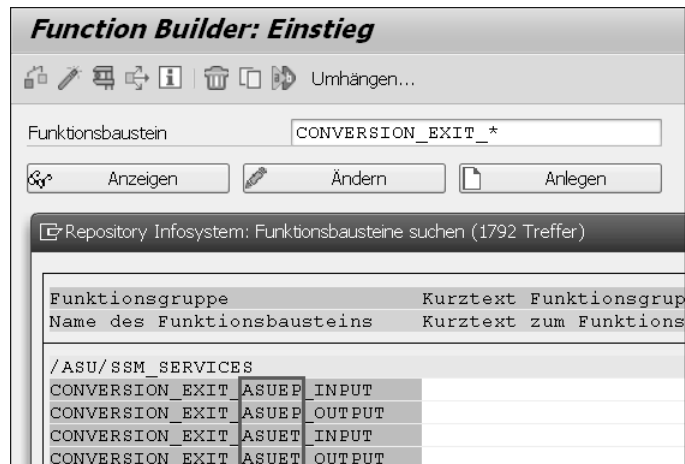 Function Builder: Einstieg
Umhängen...
Funktionsbaustein CONVERSION_EXIT_*
Anzeigen Ändern Anlegen
Repository Infosystem: Funktionsbausteine suchen (1792 Treffer)
Funktionsgruppe Kurztext Funktionsgrup
Name des Funktionsbausteins Kurztext zum Funktions
/ASU/SSM_SERVICES
CONVERSION_EXIT_ASUEP_INPUT
CONVERSION_EXIT_ASUEP_OUTPUT
CONVERSION_EXIT_ASUET_INPUT
CONVERSION_EXIT_ASUET_OUTPUT